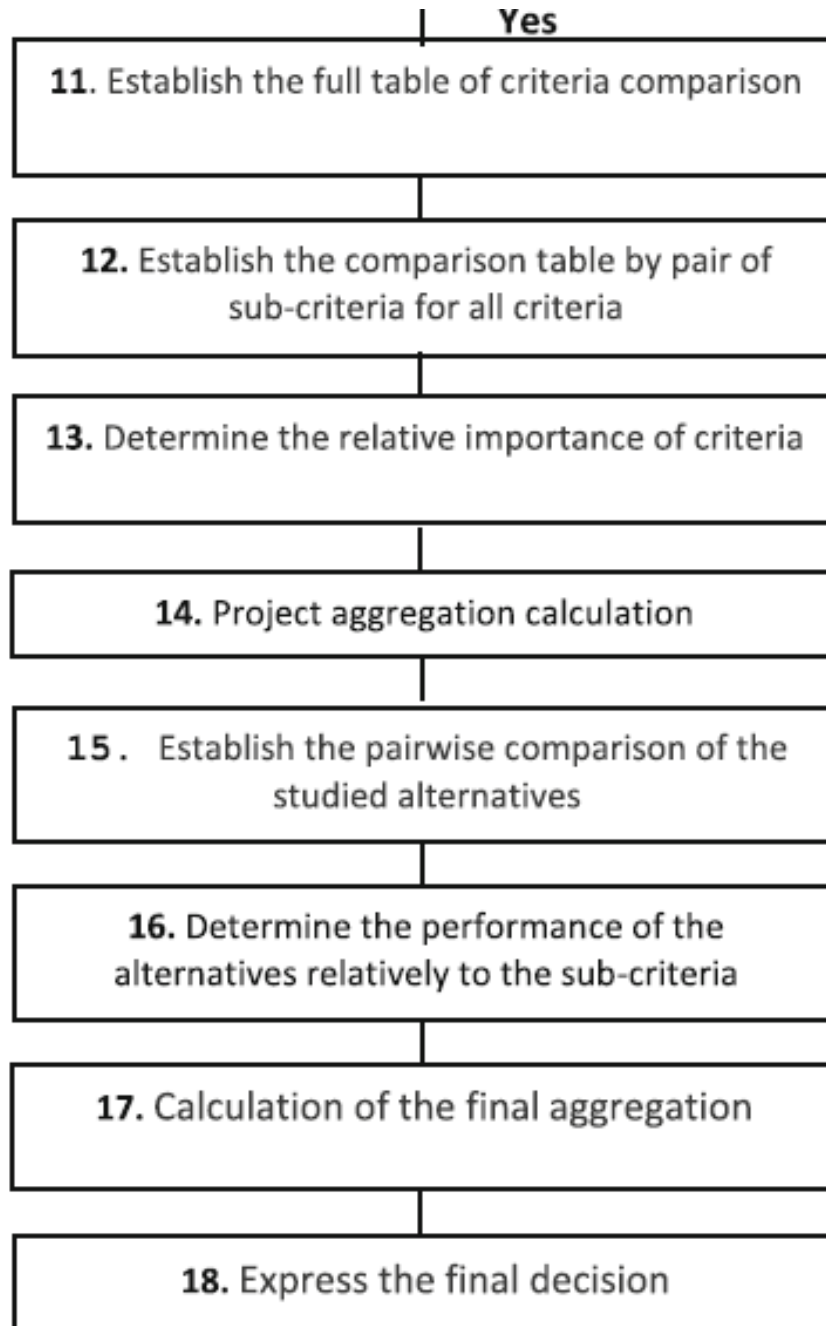 Yes
11. Establish the full table of criteria comparison
12. Establish the comparison table by pair of
sub-criteria for all criteria
13. Determine the relative importance of criteria
14. Project aggregation calculation
15. Establish the pairwise comparison of the
studied alternatives
16. Determine the performance of the
alternatives relatively to the sub-criteria
17. Calculation of the final aggregation
18. Express the final decision